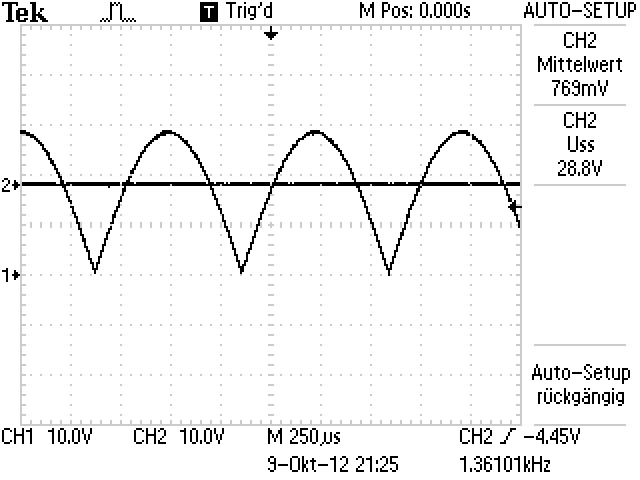 Tek T Trig'd M Pos: 0.000s AUTO-SETUP
CH2
Mittelwert
769mV
CH2
Uss
28.8V
2
1
Auto-Setup
rückgängig
CH1 10.0V CH2 10.0V M 250µs CH2 -4.45V
9-Okt-12 21:25 1.36101kHz